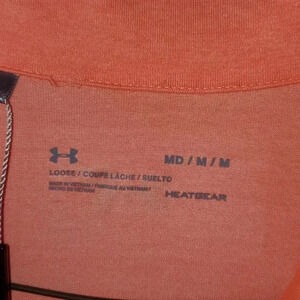 MD / M / M
LOOSE / COUPE LÂCHE / SUELTO
MADE IN VIETNAM / FABRIQUÉ AU VIETNAM /
HECHO EN VIETNAM
HEATGEAR